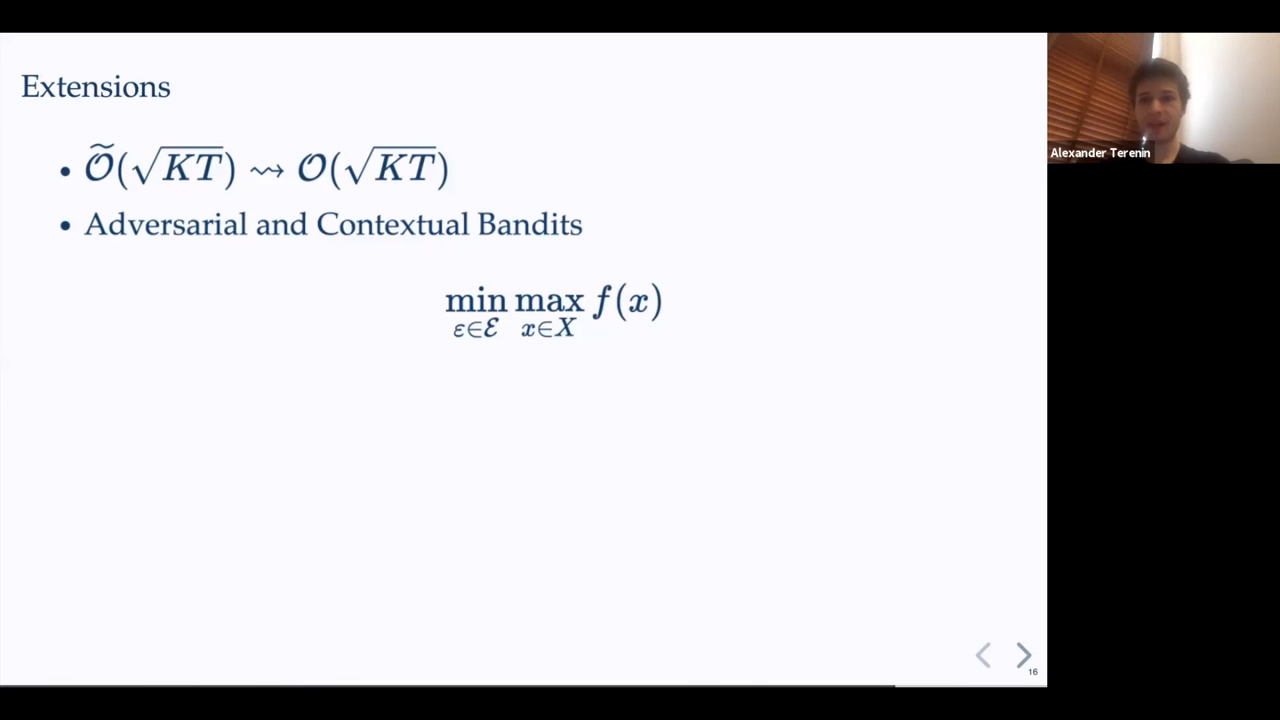 Extensions
• Õ(√KT) ⇝ O(√KT)
• Adversarial and Contextual Bandits
min max f(x)
ε∈ℰ x∈X
16
Alexander Terenin